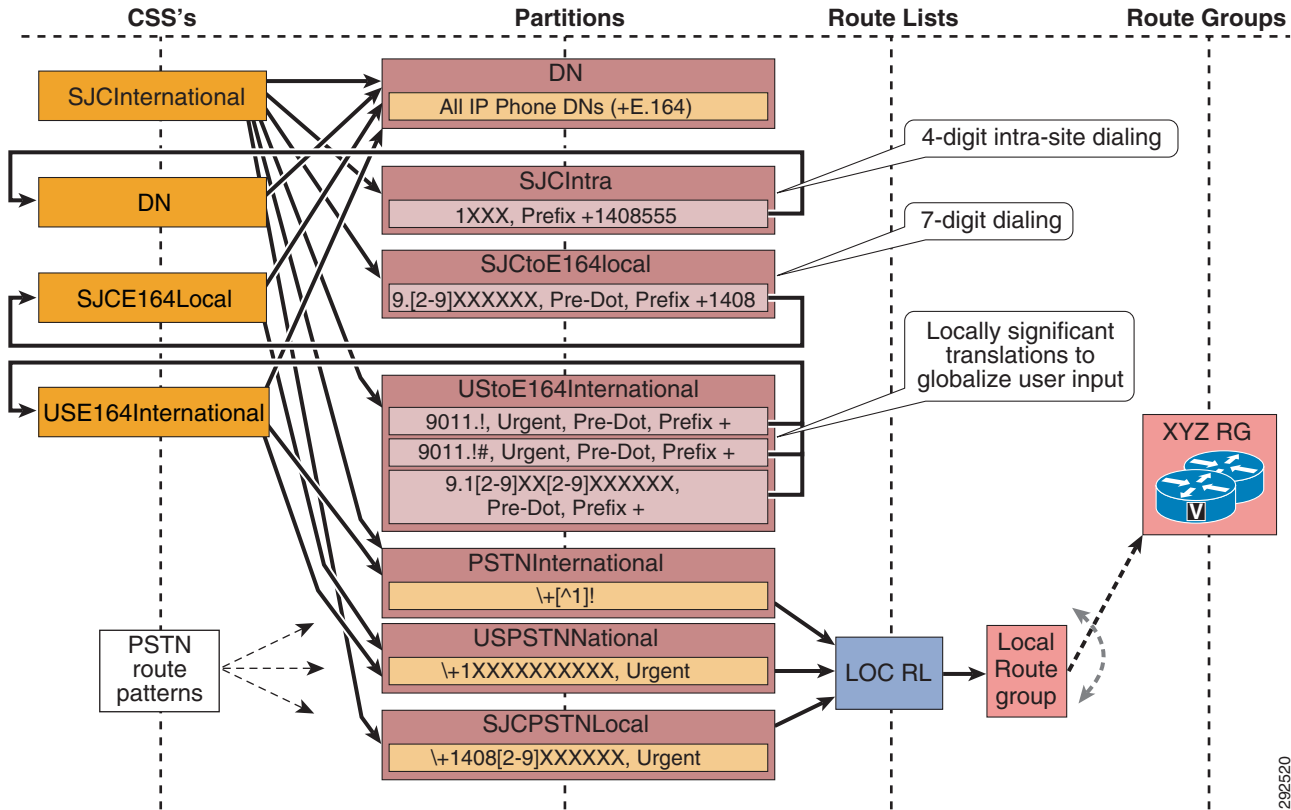 CSS's
Partitions
Route Lists
Route Groups
SJCInternational
DN
SJCE164Local
USE164International
PSTN
route
patterns
DN
All IP Phone DNs (+E.164)
SJCIntra
1XXX, Prefix +1408555
SJCtoE164local
9.[2-9]XXXXXX, Pre-Dot, Prefix +1408
UStoE164International
9011.!, Urgent, Pre-Dot, Prefix +
9011.!#, Urgent, Pre-Dot, Prefix +
9.1[2-9]XX[2-9]XXXXXX,
Pre-Dot, Prefix +
PSTNInternational
\+[^1]!
USPSTNNational
\+1XXXXXXXXXX, Urgent
SJCPSTNLocal
\+1408[2-9]XXXXXX, Urgent
4-digit intra-site dialing
7-digit dialing
Locally significant
translations to
globalize user input
LOC RL
Local
Route
group
XYZ RG
V
292520